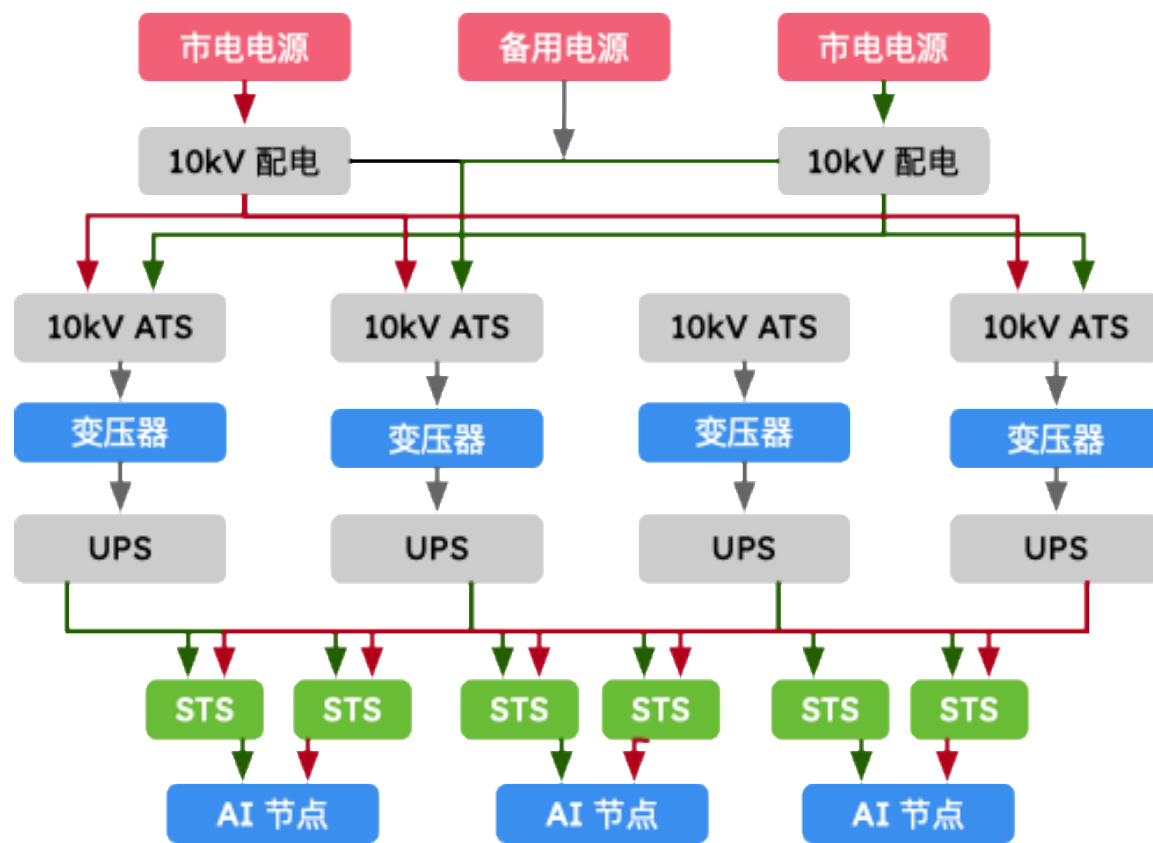 市电电源
备用电源
市电电源
10kV 配电
10kV 配电
10kV ATS
10kV ATS
10kV ATS
10kV ATS
变压器
变压器
变压器
变压器
UPS
UPS
UPS
UPS
STS
STS
STS
STS
STS
STS
AI 节点
AI 节点
AI 节点